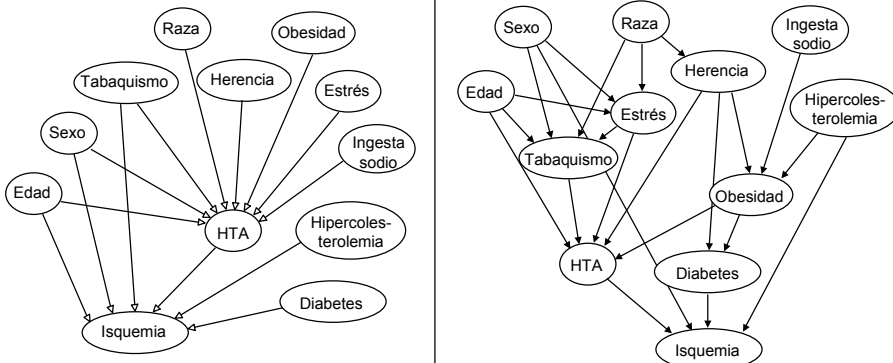 Raza
Obesidad
Tabaquismo
Herencia
Estrés
Sexo
Ingesta
sodio
Edad
HTA
Hipercoles-
terolemia
Diabetes
Isquemia
Sexo
Raza
Ingesta
sodio
Herencia
Edad
Estrés
Hipercoles-
terolemia
Tabaquismo
Obesidad
HTA
Diabetes
Isquemia